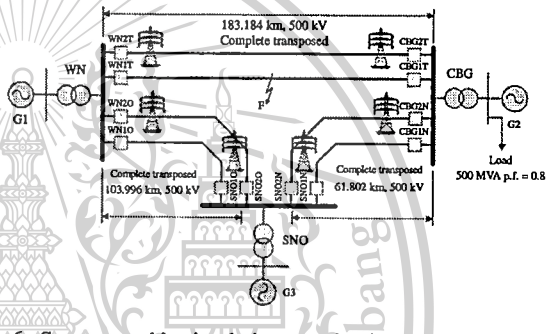 183.184 km, 500 kV
Complete transposed
WN2T
CBG2T
WN
WN1T
CBG1T
CBG
G1
F
G2
WN2O
CBG2N
WN1O
CBG1N
Load
500 MVA p.f. = 0.8
Complete transposed
103.996 km, 500 kV
SNO1O
SNO2O
SNO2N
SNO1N
Complete transposed
61.802 km, 500 kV
SNO
G3
bang